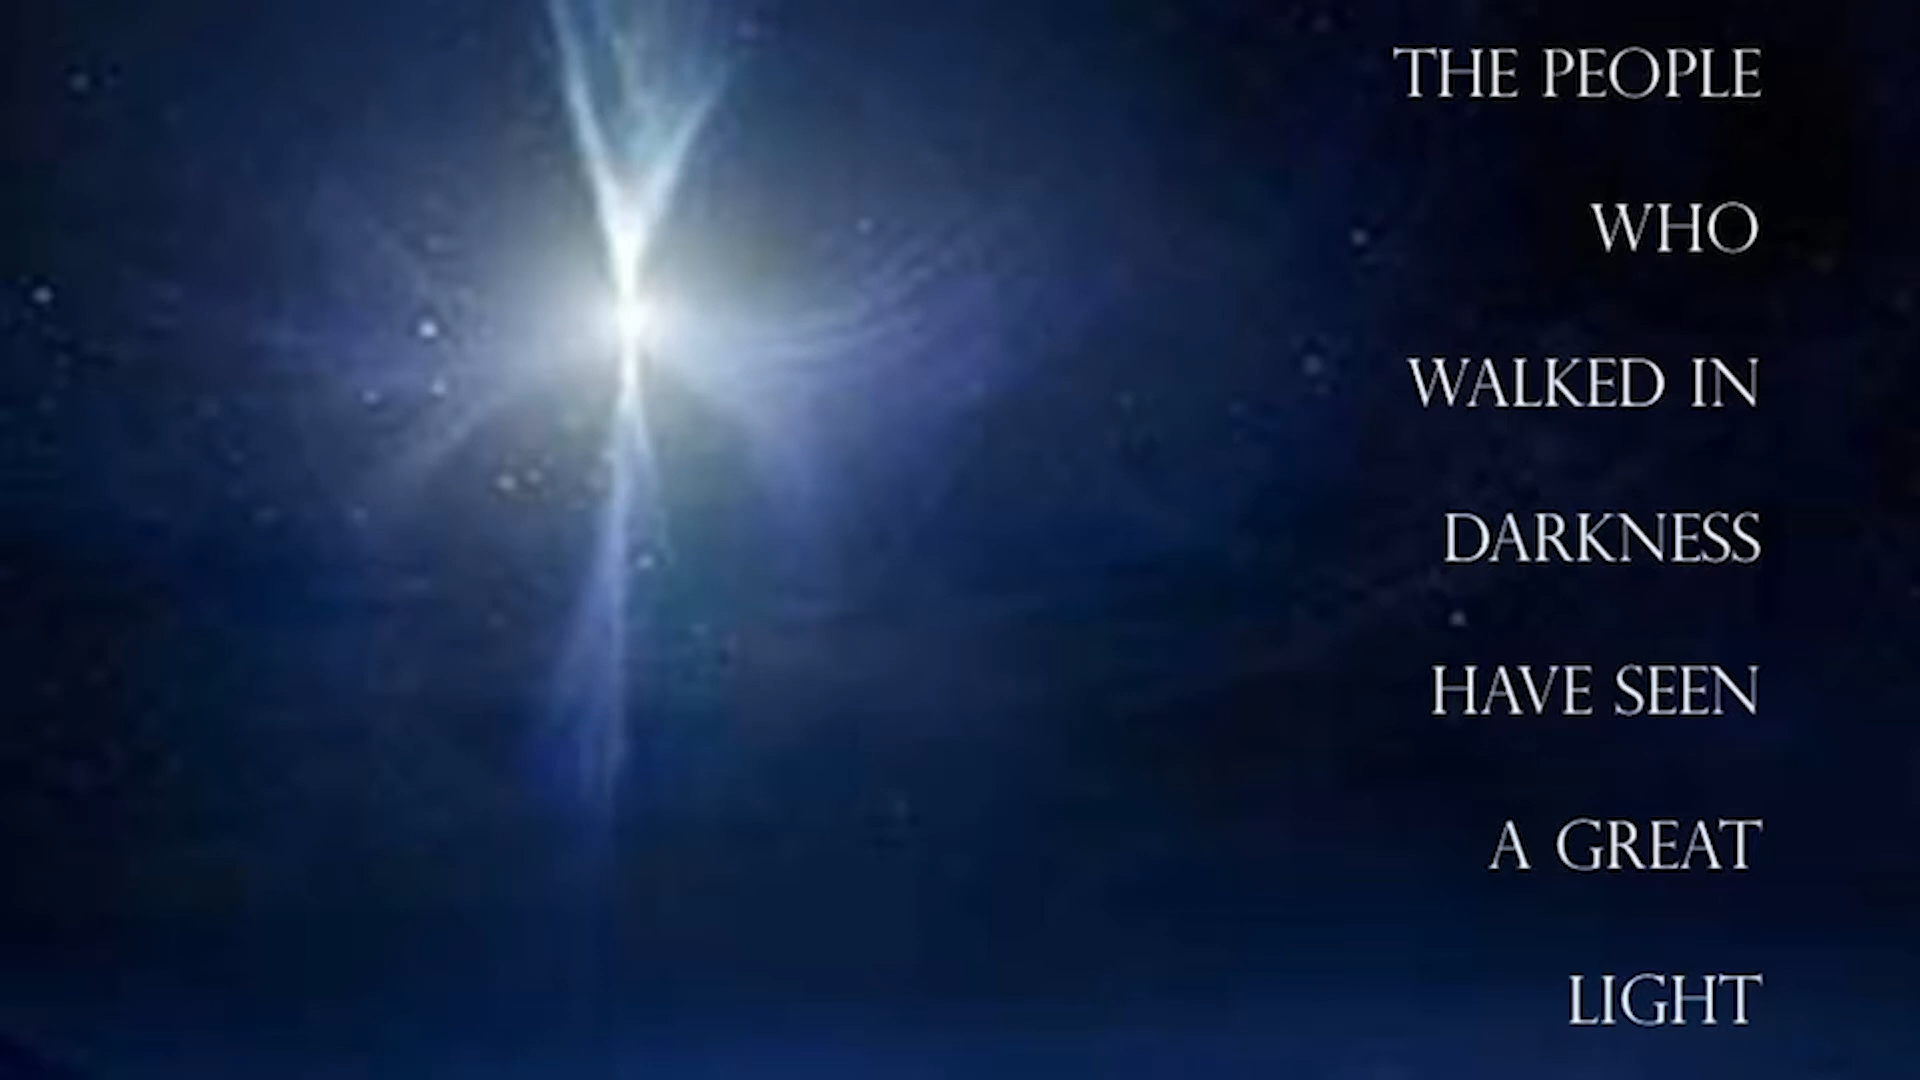 THE PEOPLE
WHO
WALKED IN
DARKNESS
HAVE SEEN
A GREAT
LIGHT